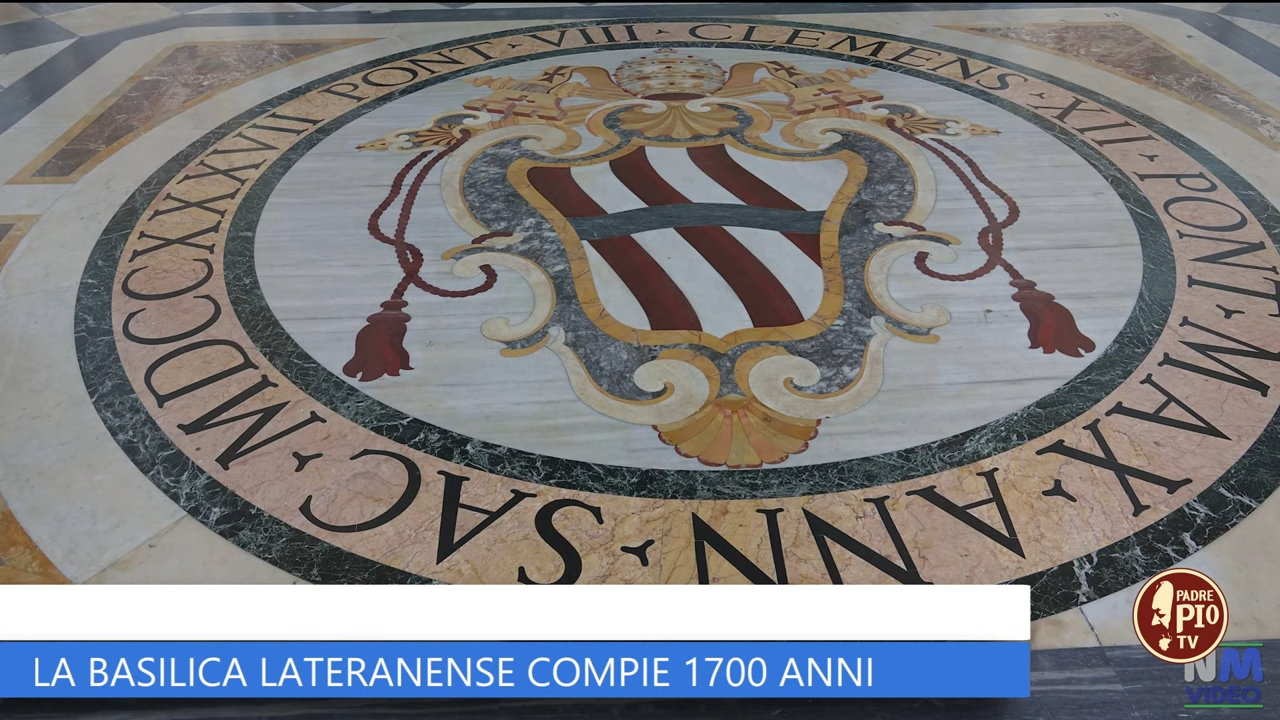 CLEMENS · XII · PONT · MAX · ANN · SAC · MDCCXXXVII PONT · VIII ·
LA BASILICA LATERANENSE COMPIE 1700 ANNI
PADRE
PIO
TV
NM
VIDEO